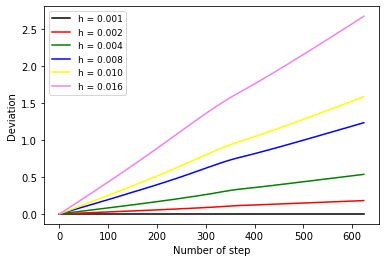 h = 0.001
h = 0.002
h = 0.004
h = 0.008
h = 0.010
h = 0.016
2.5
2.0
1.5
1.0
0.5
0.0
Deviation
0 100 200 300 400 500 600
Number of step